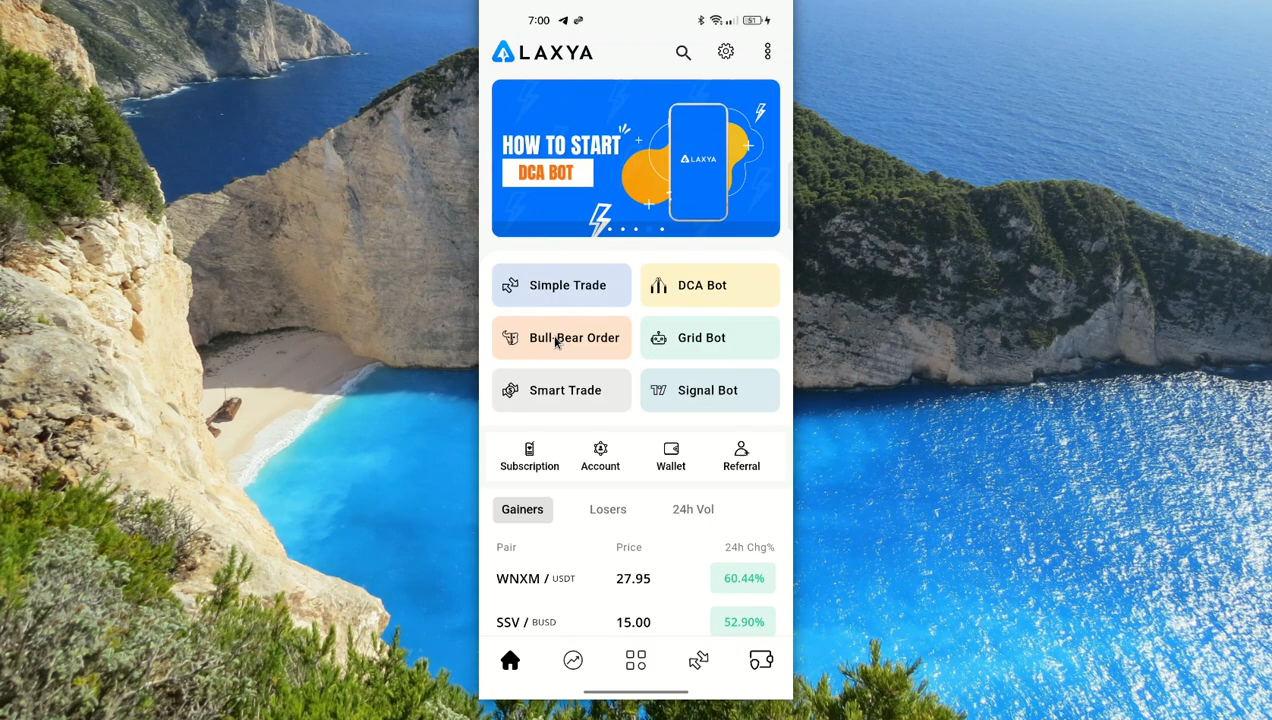 7:00
51
LAXYA
HOW TO START
DCA BOT
LAXYA
Simple Trade
DCA Bot
Bull Bear Order
Grid Bot
Smart Trade
Signal Bot
Subscription
Account
Wallet
Referral
Gainers
Losers
24h Vol
Pair
Price
24h Chg%
WNXM / USDT
27.95
60.44%
SSV / BUSD
15.00
52.90%